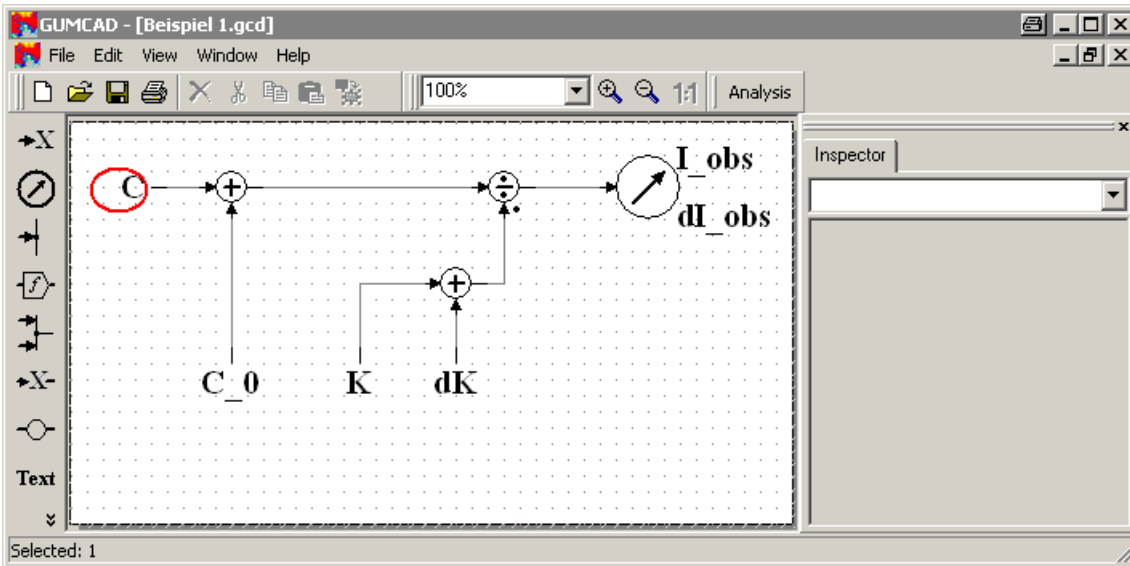 GUMCAD - [Beispiel 1.gcd]
File Edit View Window Help
100% 1:1 Analysis
X
Inspector
I_obs
C
dI_obs
f
X
C_0 K dK
Text
Selected: 1